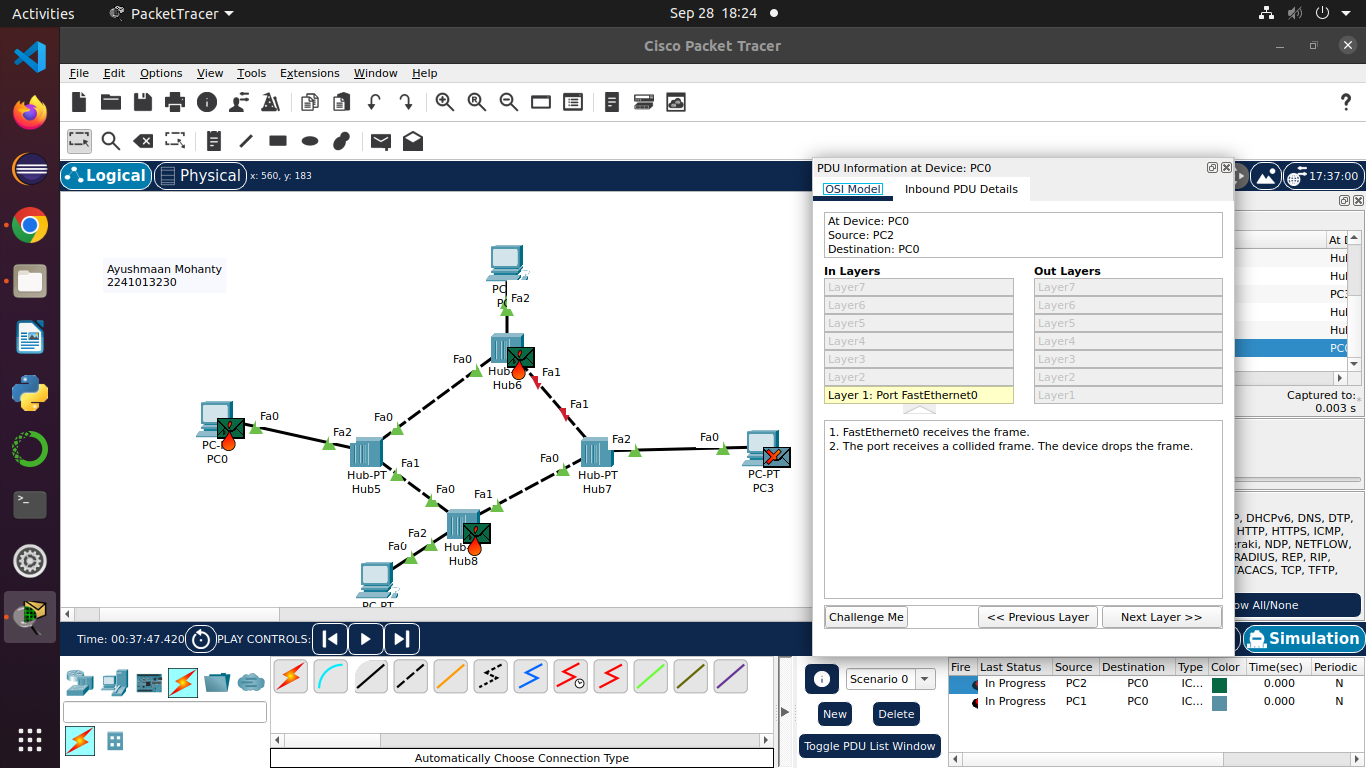 Activities PacketTracer Sep 28 18:24
Cisco Packet Tracer
File Edit Options View Tools Extensions Window Help
Logical Physical x: 560, y: 183 17:37:00
PDU Information at Device: PC0
OSI Model Inbound PDU Details
At Device: PC0
Source: PC2
Destination: PC0
In Layers Out Layers
Layer7 Layer7
Layer6 Layer6
Layer5 Layer5
Layer4 Layer4
Layer3 Layer3
Layer2 Layer2
Layer 1: Port FastEthernet0 Layer1
1. FastEthernet0 receives the frame.
2. The port receives a collided frame. The device drops the frame.
Challenge Me << Previous Layer Next Layer >>
Ayushmaan Mohanty
2241013230
PC
Fa2
Fa0
Hub6
Fa1
Fa1
Fa0
Fa0
Fa2
PC0
Hub-PT
Hub5
Fa1
Fa2
Fa0
Hub-PT
Hub7
PC-PT
PC3
Fa0
Fa0
Fa1
Fa2
Fa0
Hub8
PC-PT
At D
Hul
Hul
PC3
Hul
Hul
PC0
Captured to:
0.003 s
P, DHCPv6, DNS, DTP,
HTTP, HTTPS, ICMP,
eraki, NDP, NETFLOW,
RADIUS, REP, RIP,
TACACS, TCP, TFTP,
ow All/None
Time: 00:37:47.420 PLAY CONTROLS: Simulation
Scenario 0
New Delete
Toggle PDU List Window
Fire Last Status Source Destination Type Color Time(sec) Periodic
In Progress PC2 PC0 IC... 0.000 N
In Progress PC1 PC0 IC... 0.000 N
Automatically Choose Connection Type